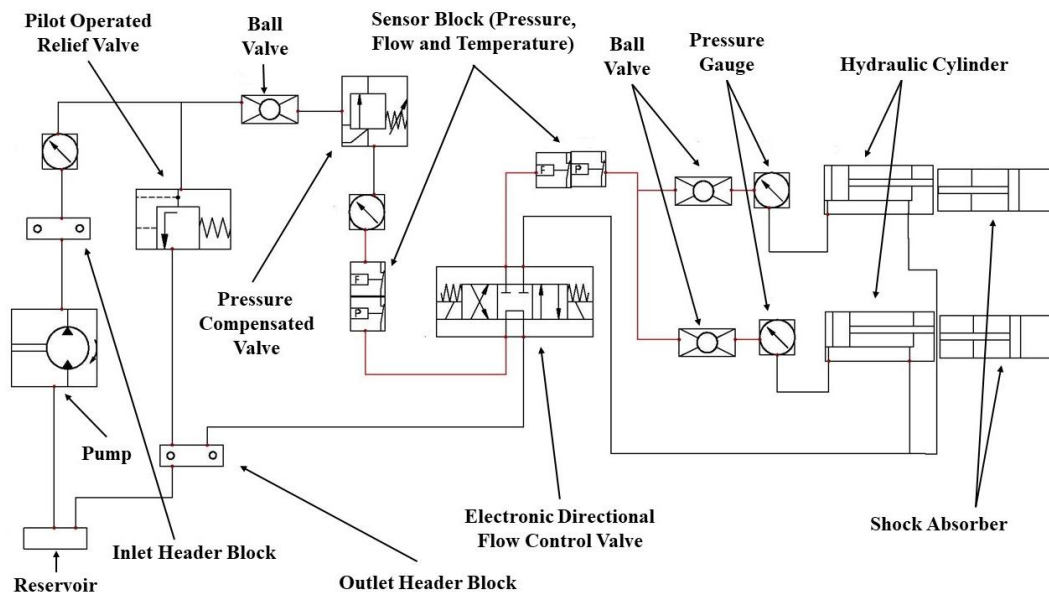 Pilot Operated
Relief Valve
Ball
Valve
Sensor Block (Pressure,
Flow and Temperature)
Ball
Valve
Pressure
Gauge
Hydraulic Cylinder
F
P
F
P
Pressure
Compensated
Valve
Pump
Reservoir
Inlet Header Block
Outlet Header Block
Electronic Directional
Flow Control Valve
Shock Absorber